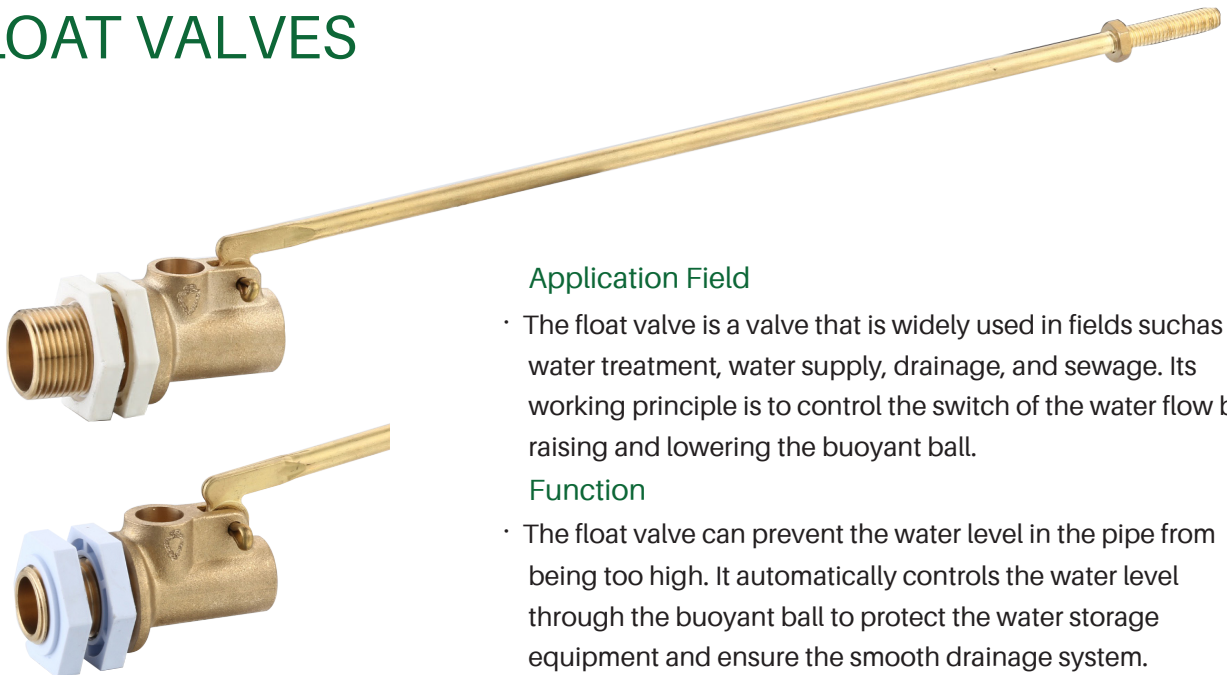 LOAT VALVES
Application Field
· The float valve is a valve that is widely used in fields suchas
water treatment, water supply, drainage, and sewage. Its
working principle is to control the switch of the water flow b
raising and lowering the buoyant ball.
Function
· The float valve can prevent the water level in the pipe from
being too high. It automatically controls the water level
through the buoyant ball to protect the water storage
equipment and ensure the smooth drainage system.